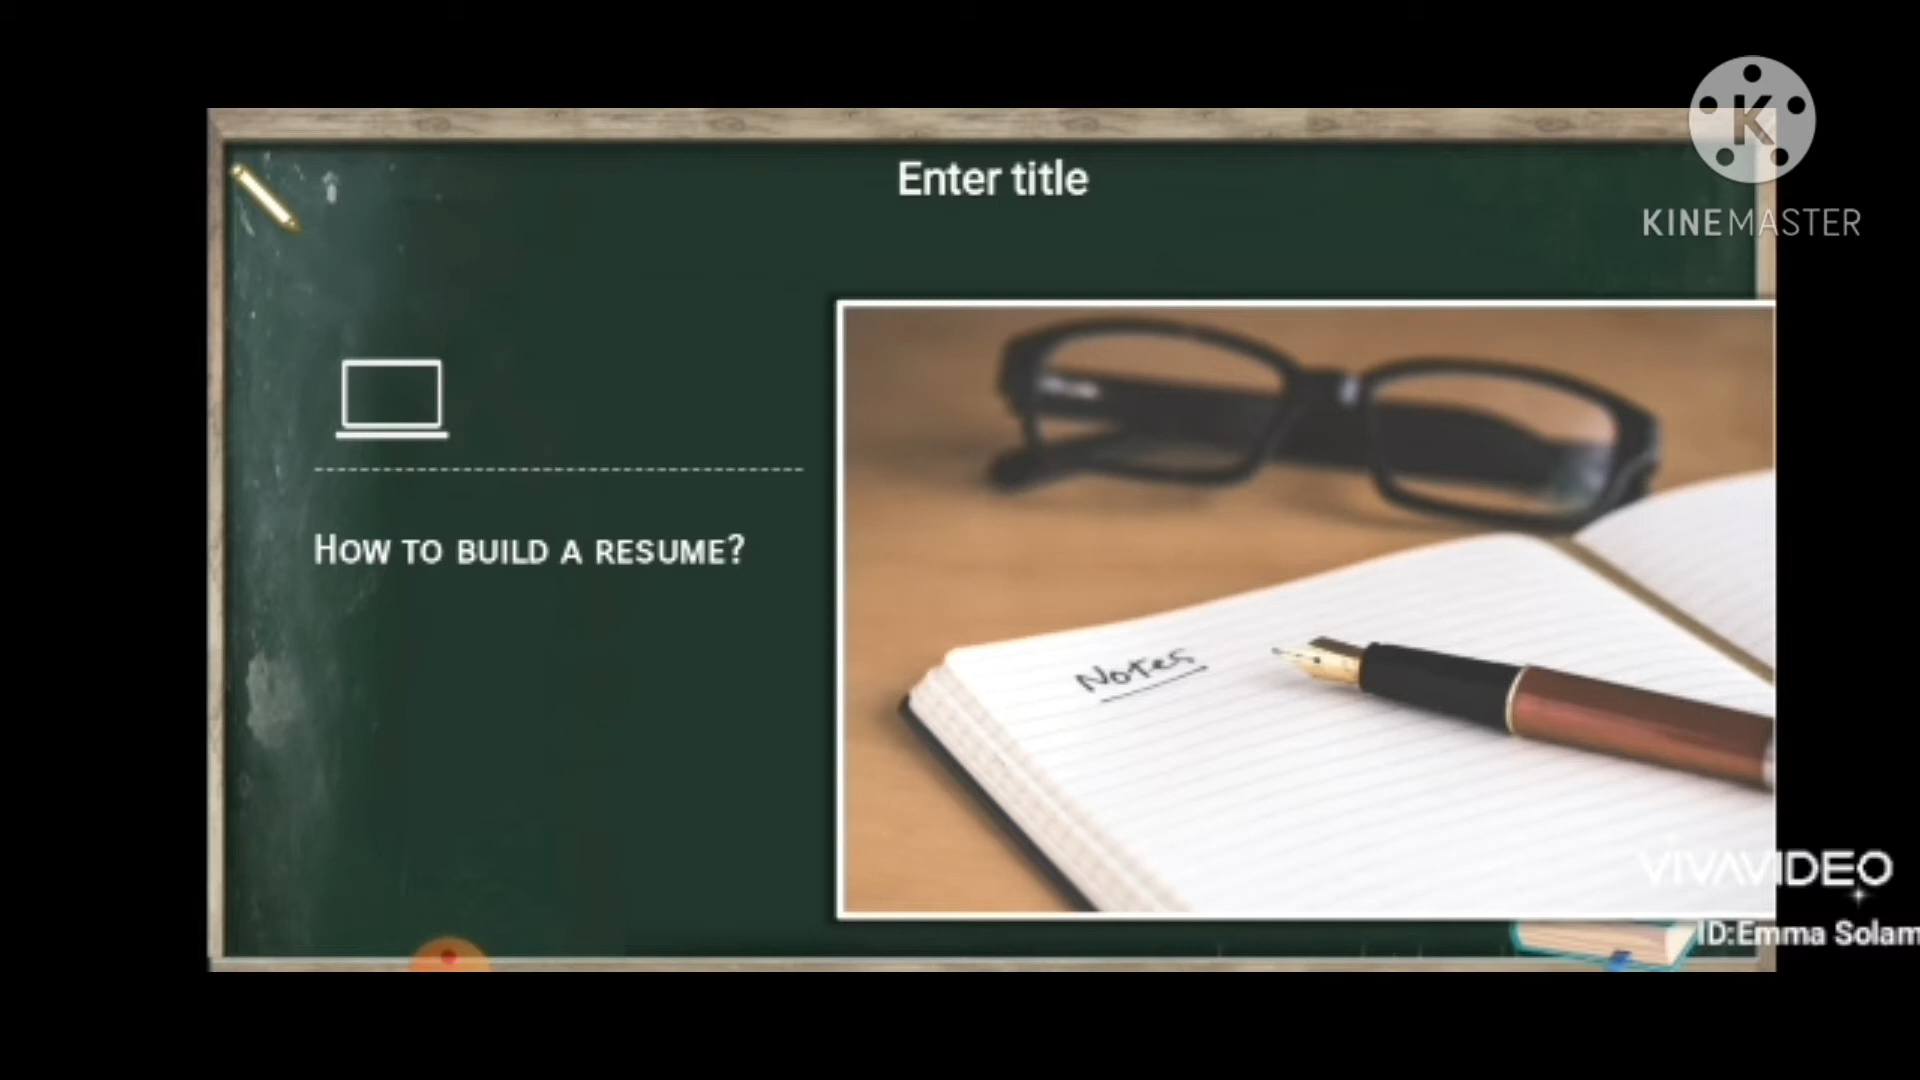 Enter title
K
KINEMASTER
HOW TO BUILD A RESUME?
Notes
VIVAVIDEO
ID:Emma Solam